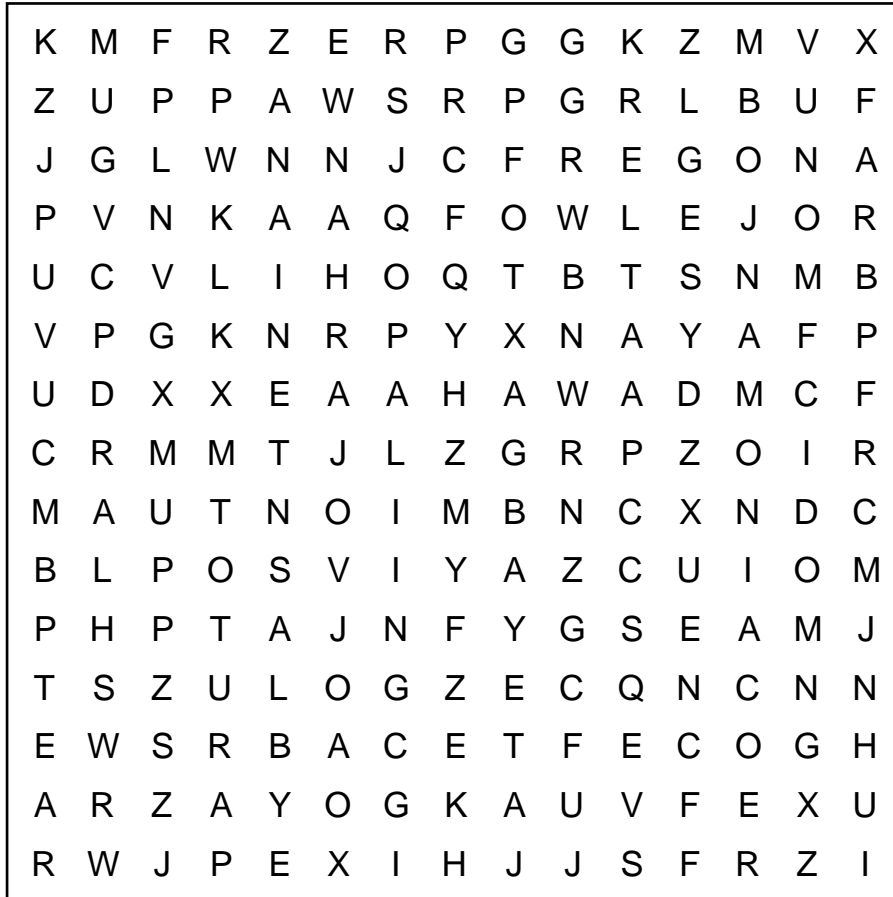 K M F R Z E R P G G K Z M V X
Z U P P A W S R P G R L B U F
J G L W N N J C F R E G O N A
P V N K A A Q F O W L E J O R
U C V L I H O Q T B T S N M B
V P G K N R P Y X N A Y A F P
U D X X E A A H A W A D M C F
C R M M T J L Z G R P Z O I R
M A U T N O I M B N C X N D C
B L P O S V I Y A Z C U I O M
P H P T A J N F Y G S E A M J
T S Z U L O G Z E C Q N C N N
E W S R B A C E T F E C O G H
A R Z A Y O G K A U V F E X U
R W J P E X I H J J S F R Z I